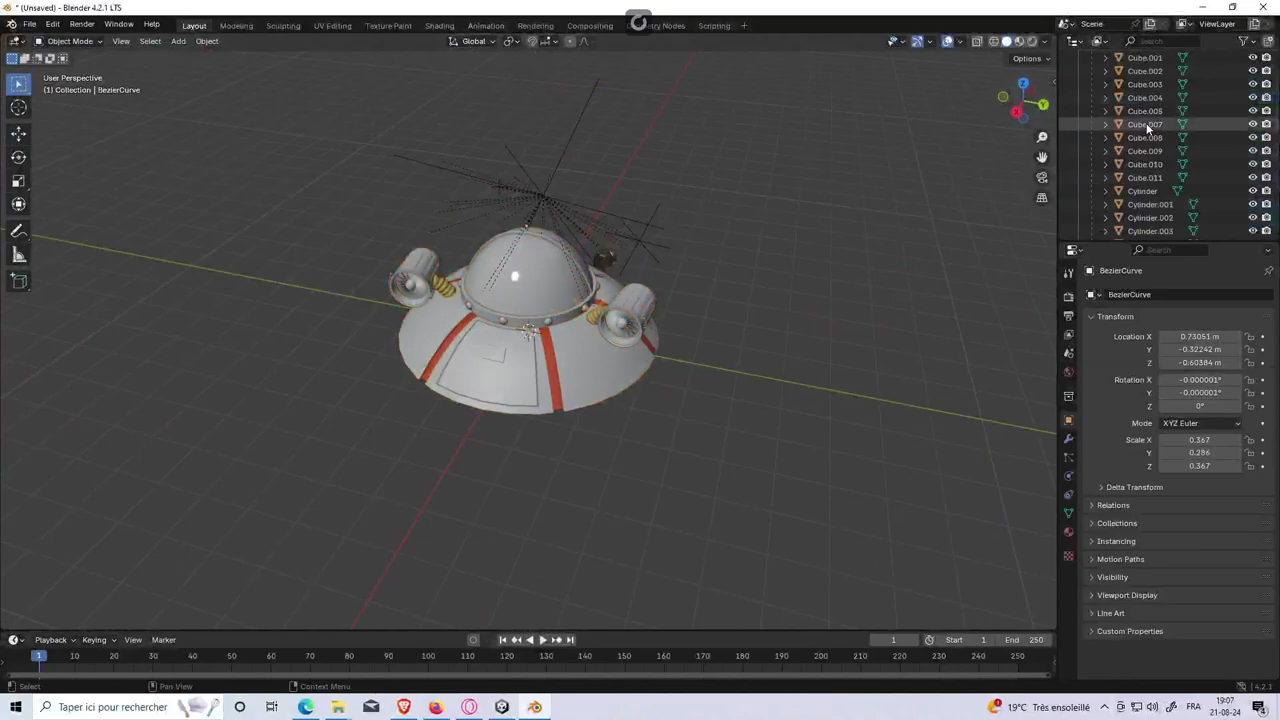 * (Unsaved) - Blender 4.2.1 LTS
File Edit Render Window Help Layout Modeling Sculpting UV Editing Texture Paint Shading Animation Rendering Compositing Scripting + Scene ViewLayer
Object Mode View Select Add Object Global Search
Options
User Perspective
(1) Collection | BezierCurve
Z
Y
X
Cube.001
Cube.002
Cube.003
Cube.004
Cube.005
Cube.007
Cube.008
Cube.009
Cube.010
Cube.011
Cylinder
Cylinder.001
Cylinder.002
Cylinder.003
Search
BezierCurve
BezierCurve
Transform
Location X 0.73051 m
Y -0.32242 m
Z -0.60384 m
Rotation X -0.000001°
Y -0.000001°
Z 0°
Mode XYZ Euler
Scale X 0.367
Y 0.286
Z 0.367
Delta Transform
Relations
Collections
Instancing
Motion Paths
Visibility
Viewport Display
Line Art
Custom Properties
Playback Keying View Marker 1 Start 1 End 250
1 10 20 30 40 50 60 70 80 90 100 110 120 130 140 150 160 170 180 190 200 210 220 230 240 250
Select Pan View Context Menu 4.2.1
Taper ici pour rechercher 19°C Très ensoleillé FRA 19:07
21-08-24